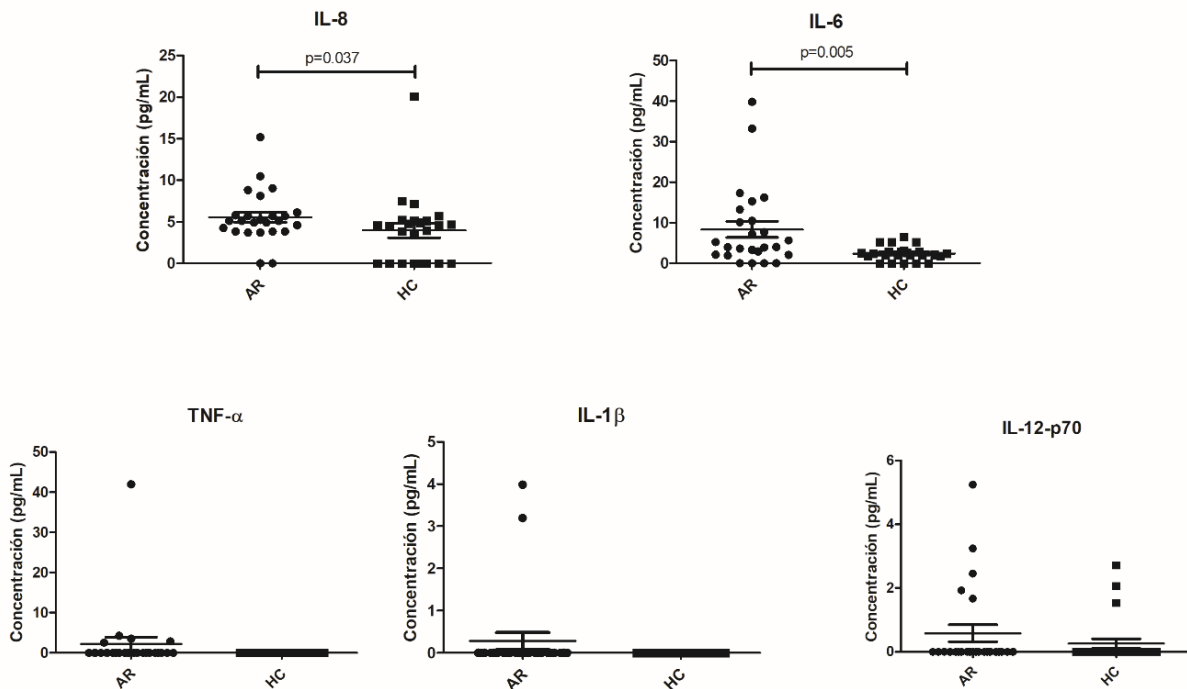 IL-8
p=0.037
Concentración (pg/mL)
25
20
15
10
5
0
AR
HC
IL-6
p=0.005
Concentración (pg/mL)
50
40
30
20
10
0
AR
HC
TNF-α
Concentración (pg/mL)
50
40
30
20
10
0
AR
HC
IL-1β
Concentración (pg/mL)
5
4
3
2
1
0
AR
HC
IL-12-p70
Concentración (pg/mL)
6
4
2
0
AR
HC